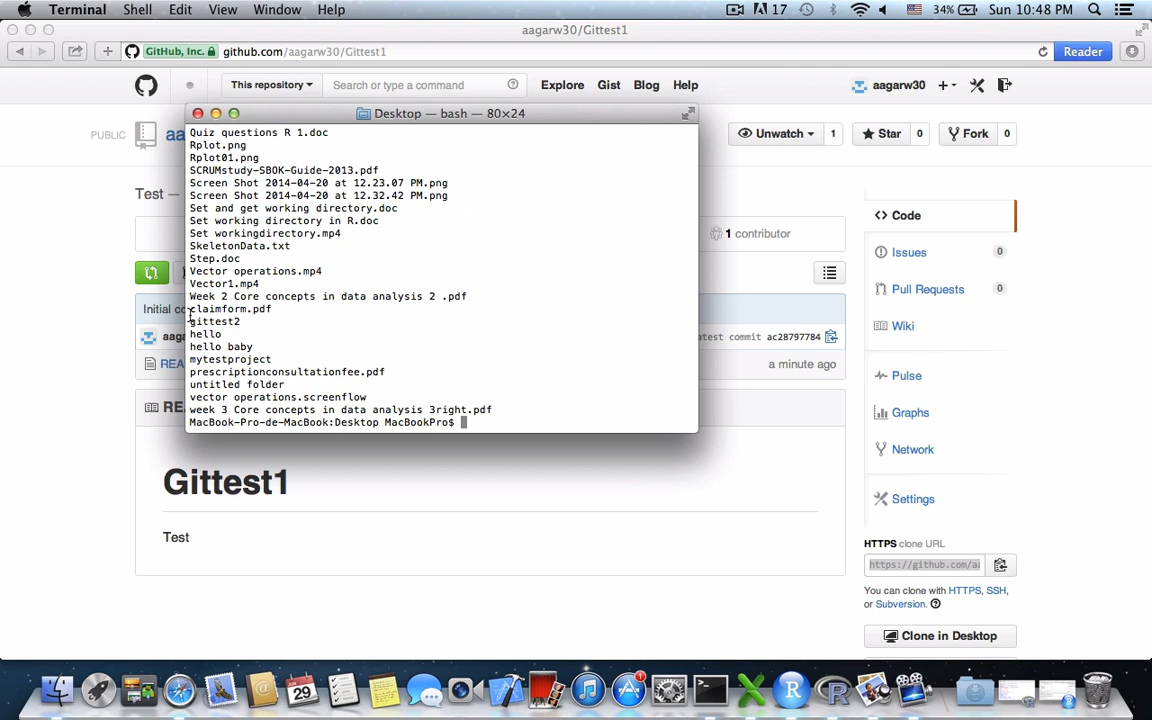 Terminal Shell Edit View Window Help 17 34% Sun 10:48 PM
aagarw30/Gittest1
GitHub, Inc. github.com/aagarw30/Gittest1 Reader
This repository Search or type a command Explore Gist Blog Help aagarw30
Desktop — bash — 80×24
PUBLIC Unwatch 1 Star 0 Fork 0
Quiz questions R 1.doc
Rplot.png
Rplot01.png
SCRUMstudy-SBOK-Guide-2013.pdf
Screen Shot 2014-04-20 at 12.23.07 PM.png
Screen Shot 2014-04-20 at 12.32.42 PM.png
Set and get working directory.doc
Set working directory in R.doc
Set workingdirectory.mp4
SkeletonData.txt
Step.doc
Vector operations.mp4
Vector1.mp4
Week 2 Core concepts in data analysis 2 .pdf
claimform.pdf
gittest2
hello
hello baby
mytestproject
prescriptionconsultationfee.pdf
untitled folder
vector operations.screenflow
week 3 Core concepts in data analysis 3right.pdf
MacBook-Pro-de-MacBook:Desktop MacBookPro$
Test —
1 contributor
Initial
latest commit ac28797784
a minute ago
Gittest1
Test
Code
Issues 0
Pull Requests 0
Wiki
Pulse
Graphs
Network
Settings
HTTPS clone URL
https://github.com/aa
You can clone with HTTPS, SSH,
or Subversion.
Clone in Desktop